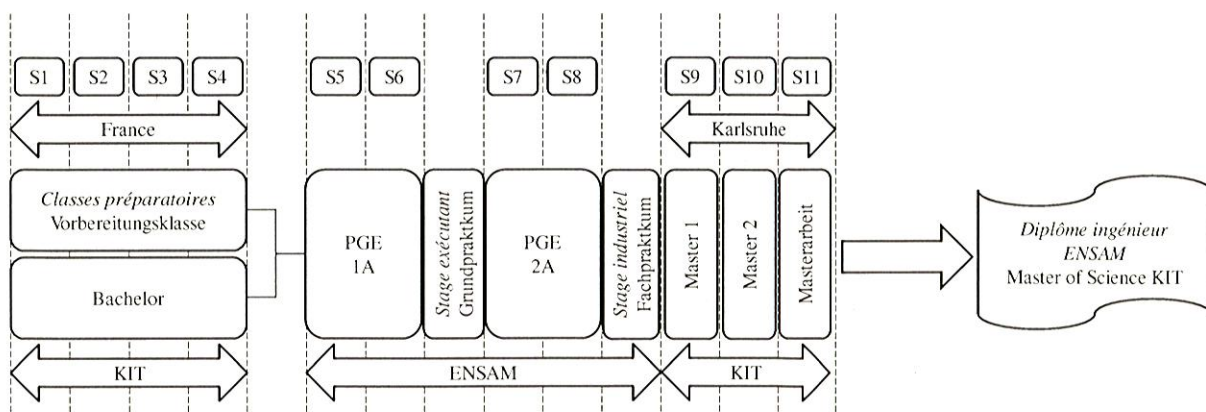 S1 S2 S3 S4 S5 S6 S7 S8 S9 S10 S11
France
Karlsruhe
Classes préparatoires
Vorbereitungsklasse
Bachelor
PGE
1A
Stage exécutant
Grundpraktkum
PGE
2A
Stage industriel
Fachpraktkum
Master 1
Master 2
Masterarbeit
Diplôme ingénieur
ENSAM
Master of Science KIT
KIT
ENSAM
KIT